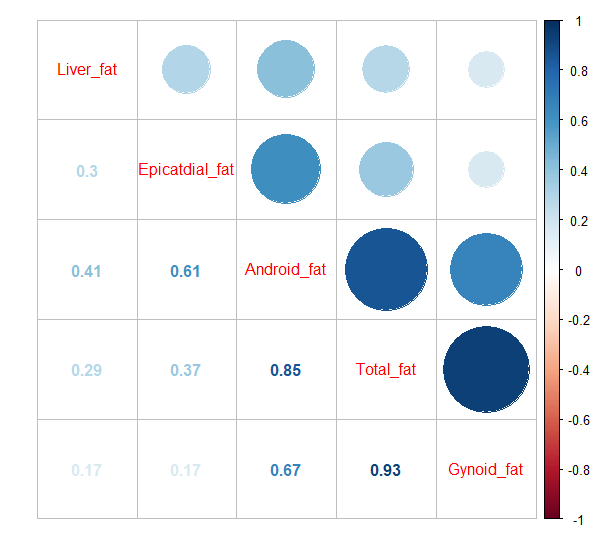 Liver_fat
0.3 Epicatdial_fat
0.41 0.61 Android_fat
0.29 0.37 0.85 Total_fat
0.17 0.17 0.67 0.93 Gynoid_fat
1
0.8
0.6
0.4
0.2
0
-0.2
-0.4
-0.6
-0.8
-1